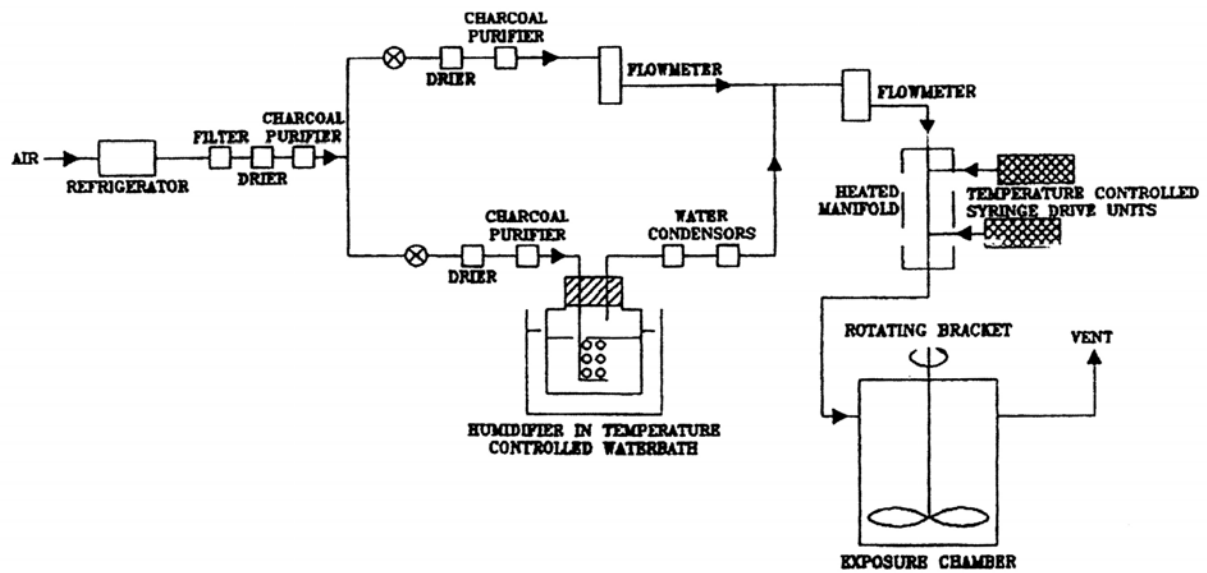 CHARCOAL
PURIFIER
DRIER
FLOWMETER
FLOWMETER
CHARCOAL
PURIFIER
FILTER
AIR
DRIER
REFRIGERATOR
HEATED
MANIFOLD
TEMPERATURE CONTROLLED
SYRINGE DRIVE UNITS
CHARCOAL
PURIFIER
WATER
CONDENSORS
DRIER
ROTATING BRACKET
VENT
HUMIDIFIER IN TEMPERATURE
CONTROLLED WATERBATH
EXPOSURE CHAMBER